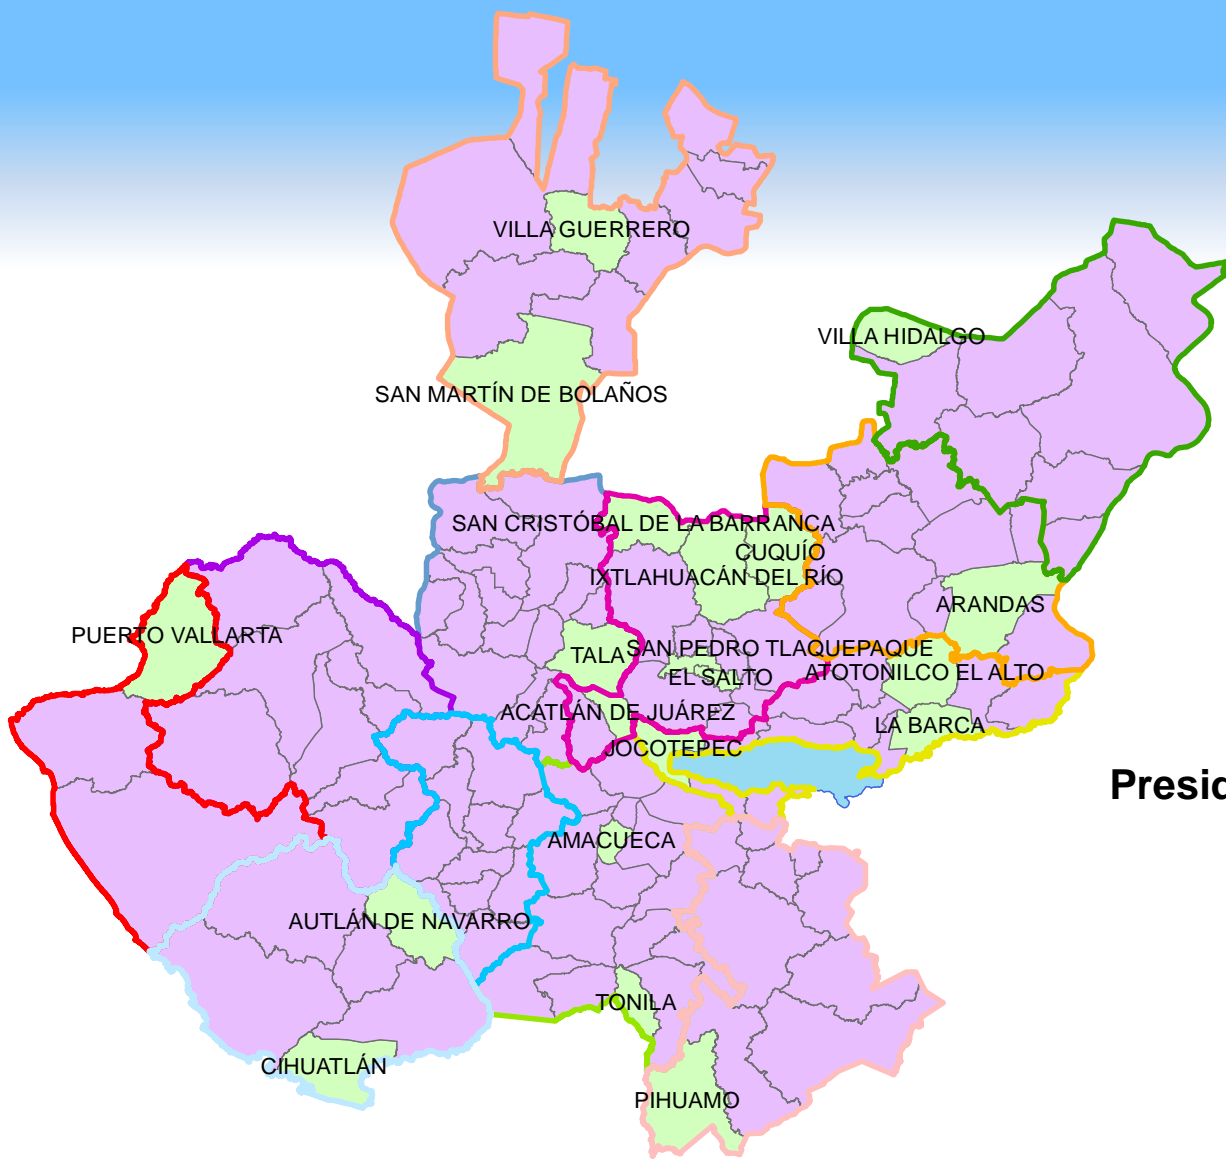 VILLA GUERRERO
VILLA HIDALGO
SAN MARTÍN DE BOLAÑOS
SAN CRISTÓBAL DE LA BARRANCA
CUQUÍO
IXTLAHUACÁN DEL RÍO
ARANDAS
PUERTO VALLARTA
TALA
SAN PEDRO TLAQUEPAQUE
EL SALTO
ATOTONILCO EL ALTO
ACATLÁN DE JUÁREZ
LA BARCA
JOCOTEPEC
Presid
AMACUECA
AUTLÁN DE NAVARRO
TONILA
CIHUATLÁN
PIHUAMO